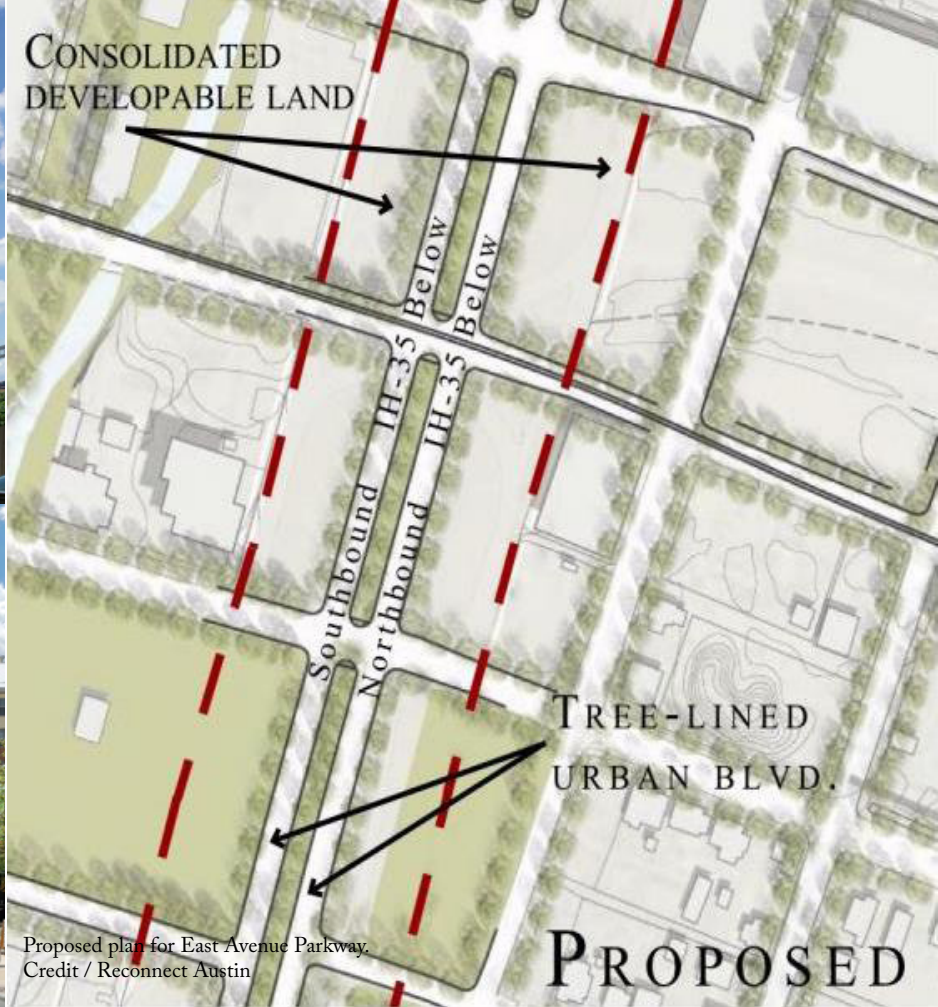 CONSOLIDATED
DEVELOPABLE LAND
Southbound IH-35 Below
Northbound IH-35 Below
TREE-LINED
URBAN BLVD.
PROPOSED
Proposed plan for East Avenue Parkway.
Credit / Reconnect Austin